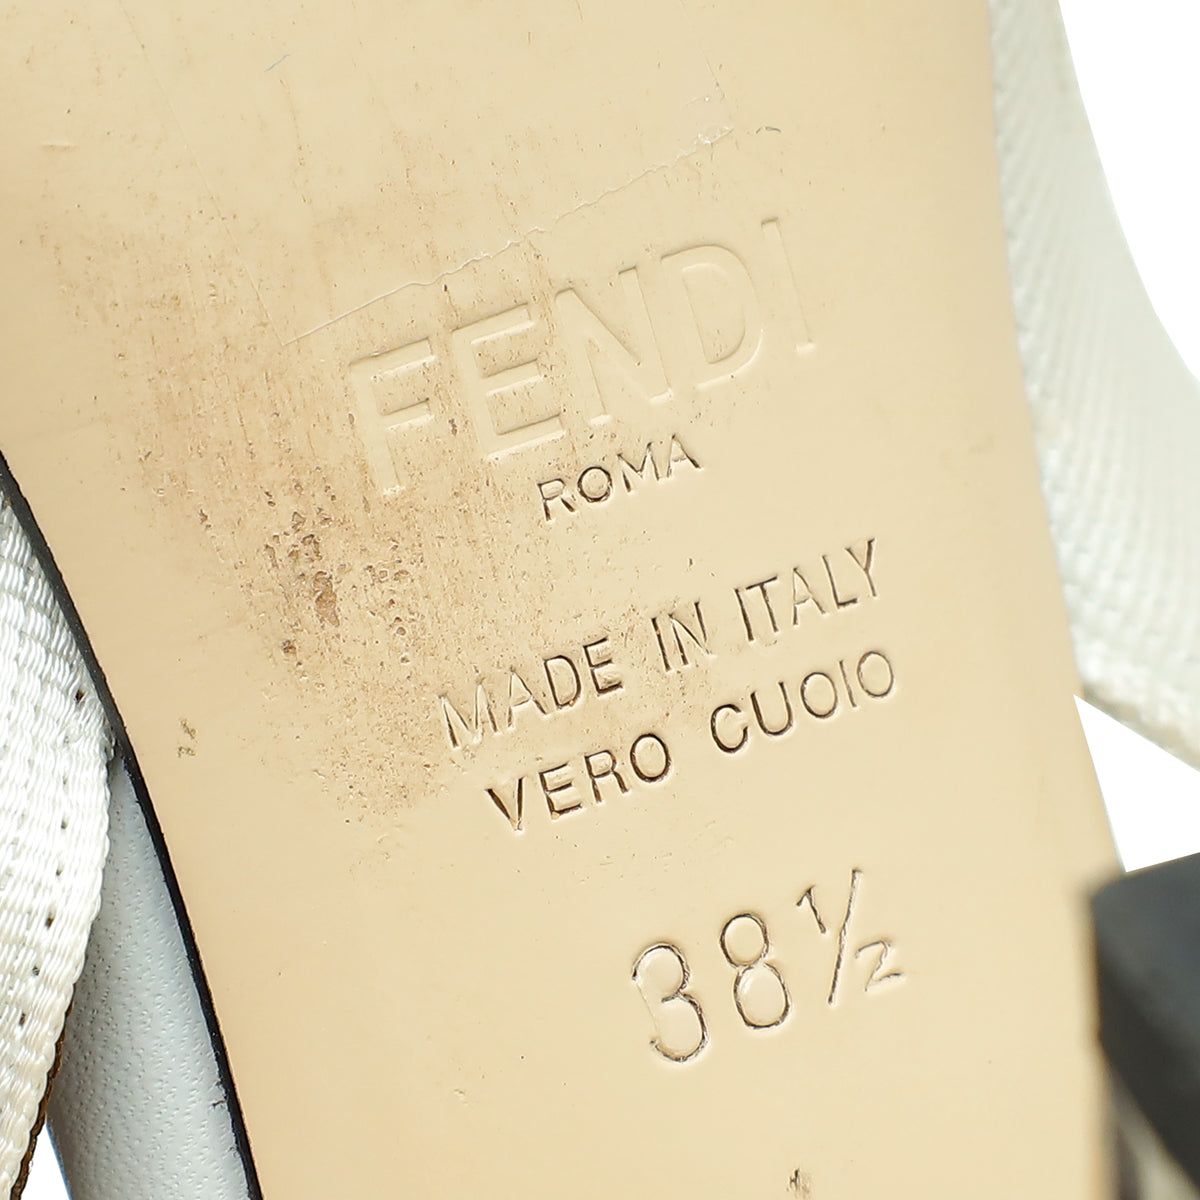 FENDI
ROMA
MADE IN ITALY
VERO CUOIO
38½